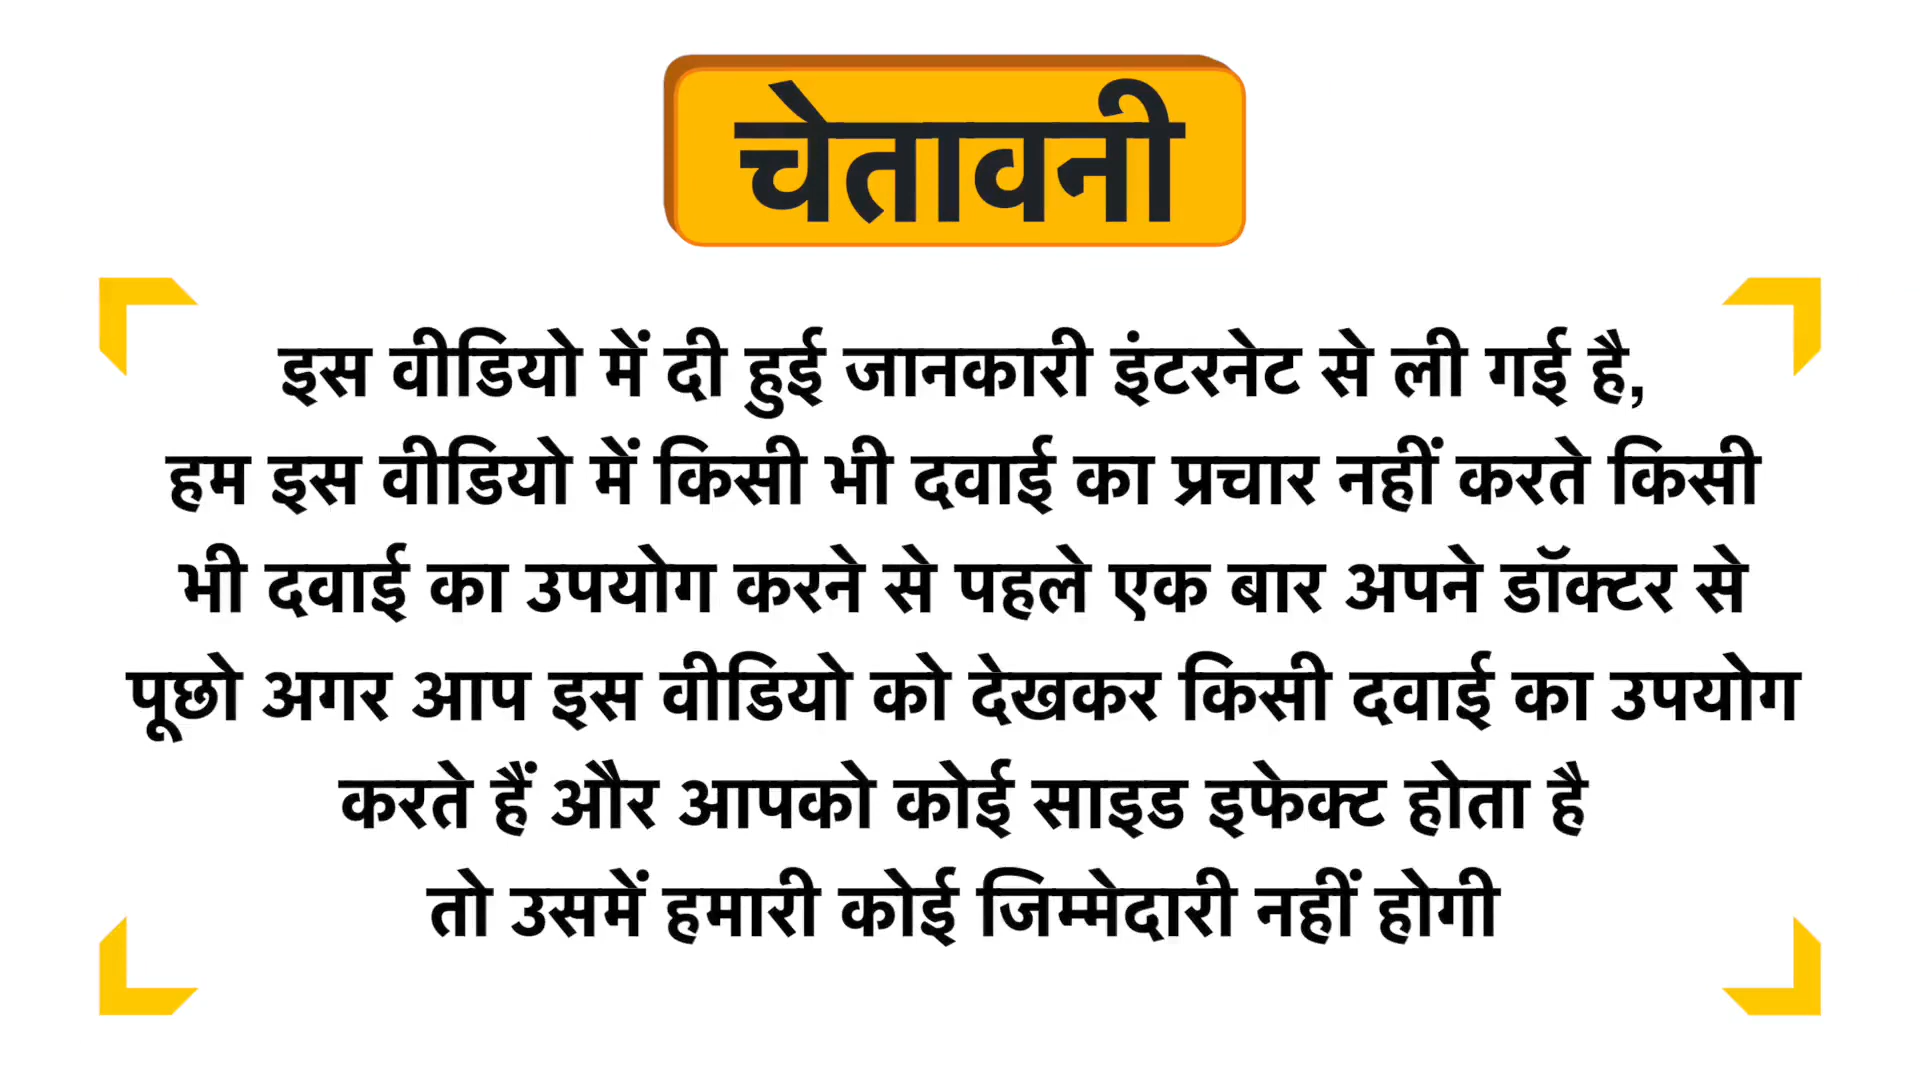 चेतावनी
इस वीडियो में दी हुई जानकारी इंटरनेट से ली गई है,
हम इस वीडियो में किसी भी दवाई का प्रचार नहीं करते किसी
भी दवाई का उपयोग करने से पहले एक बार अपने डॉक्टर से
पूछो अगर आप इस वीडियो को देखकर किसी दवाई का उपयोग
करते हैं और आपको कोई साइड इफेक्ट होता है
तो उसमें हमारी कोई जिम्मेदारी नहीं होगी